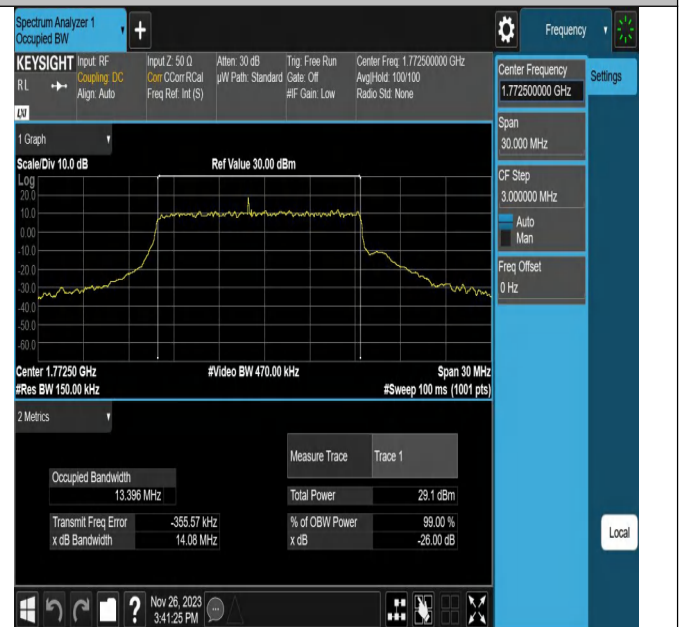 Spectrum Analyzer 1
Occupied BW
+
Frequency
KEYSIGHT
RL
LXI
Input: RF
Coupling: DC
Align: Auto
Input Z: 50 Ω
Corr CCorr RCal
Freq Ref: Int (S)
Atten: 30 dB
µW Path: Standard
Trig: Free Run
Gate: Off
#IF Gain: Low
Center Freq: 1.772500000 GHz
Avg|Hold: 100/100
Radio Std: None
Center Frequency
1.772500000 GHz
Settings
Span
30.000 MHz
CF Step
3.000000 MHz
Auto
Man
Freq Offset
0 Hz
Local
1 Graph
Scale/Div 10.0 dB
Ref Value 30.00 dBm
Log
20.0
10.0
0.00
-10.0
-20.0
-30.0
-40.0
-50.0
-60.0
Center 1.77250 GHz
#Video BW 470.00 kHz
Span 30 MHz
#Res BW 150.00 kHz
#Sweep 100 ms (1001 pts)
2 Metrics
Measure Trace Trace 1
Occupied Bandwidth
13.396 MHz
Total Power 29.1 dBm
Transmit Freq Error -355.57 kHz
% of OBW Power 99.00 %
x dB Bandwidth 14.08 MHz
x dB -26.00 dB
?
Nov 26, 2023
3:41:25 PM